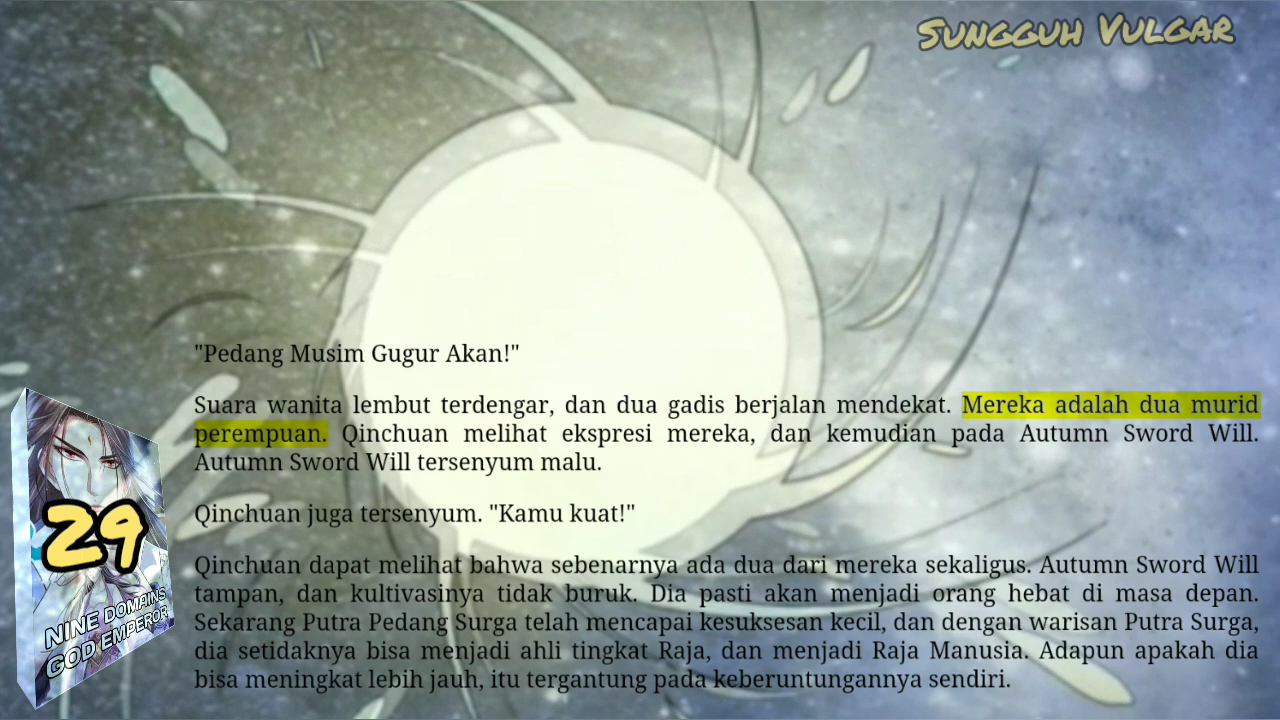 Sungguh Vulgar
"Pedang Musim Gugur Akan!"
Suara wanita lembut terdengar, dan dua gadis berjalan mendekat. Mereka adalah dua murid
perempuan. Qinchuan melihat ekspresi mereka, dan kemudian pada Autumn Sword Will.
Autumn Sword Will tersenyum malu.
Qinchuan juga tersenyum. "Kamu kuat!"
Qinchuan dapat melihat bahwa sebenarnya ada dua dari mereka sekaligus. Autumn Sword Will
tampan, dan kultivasinya tidak buruk. Dia pasti akan menjadi orang hebat di masa depan.
Sekarang Putra Pedang Surga telah mencapai kesuksesan kecil, dan dengan warisan Putra Surga,
dia setidaknya bisa menjadi ahli tingkat Raja, dan menjadi Raja Manusia. Adapun apakah dia
bisa meningkat lebih jauh, itu tergantung pada keberuntungannya sendiri.
29
NINE DOMAINS
GOD EMPEROR